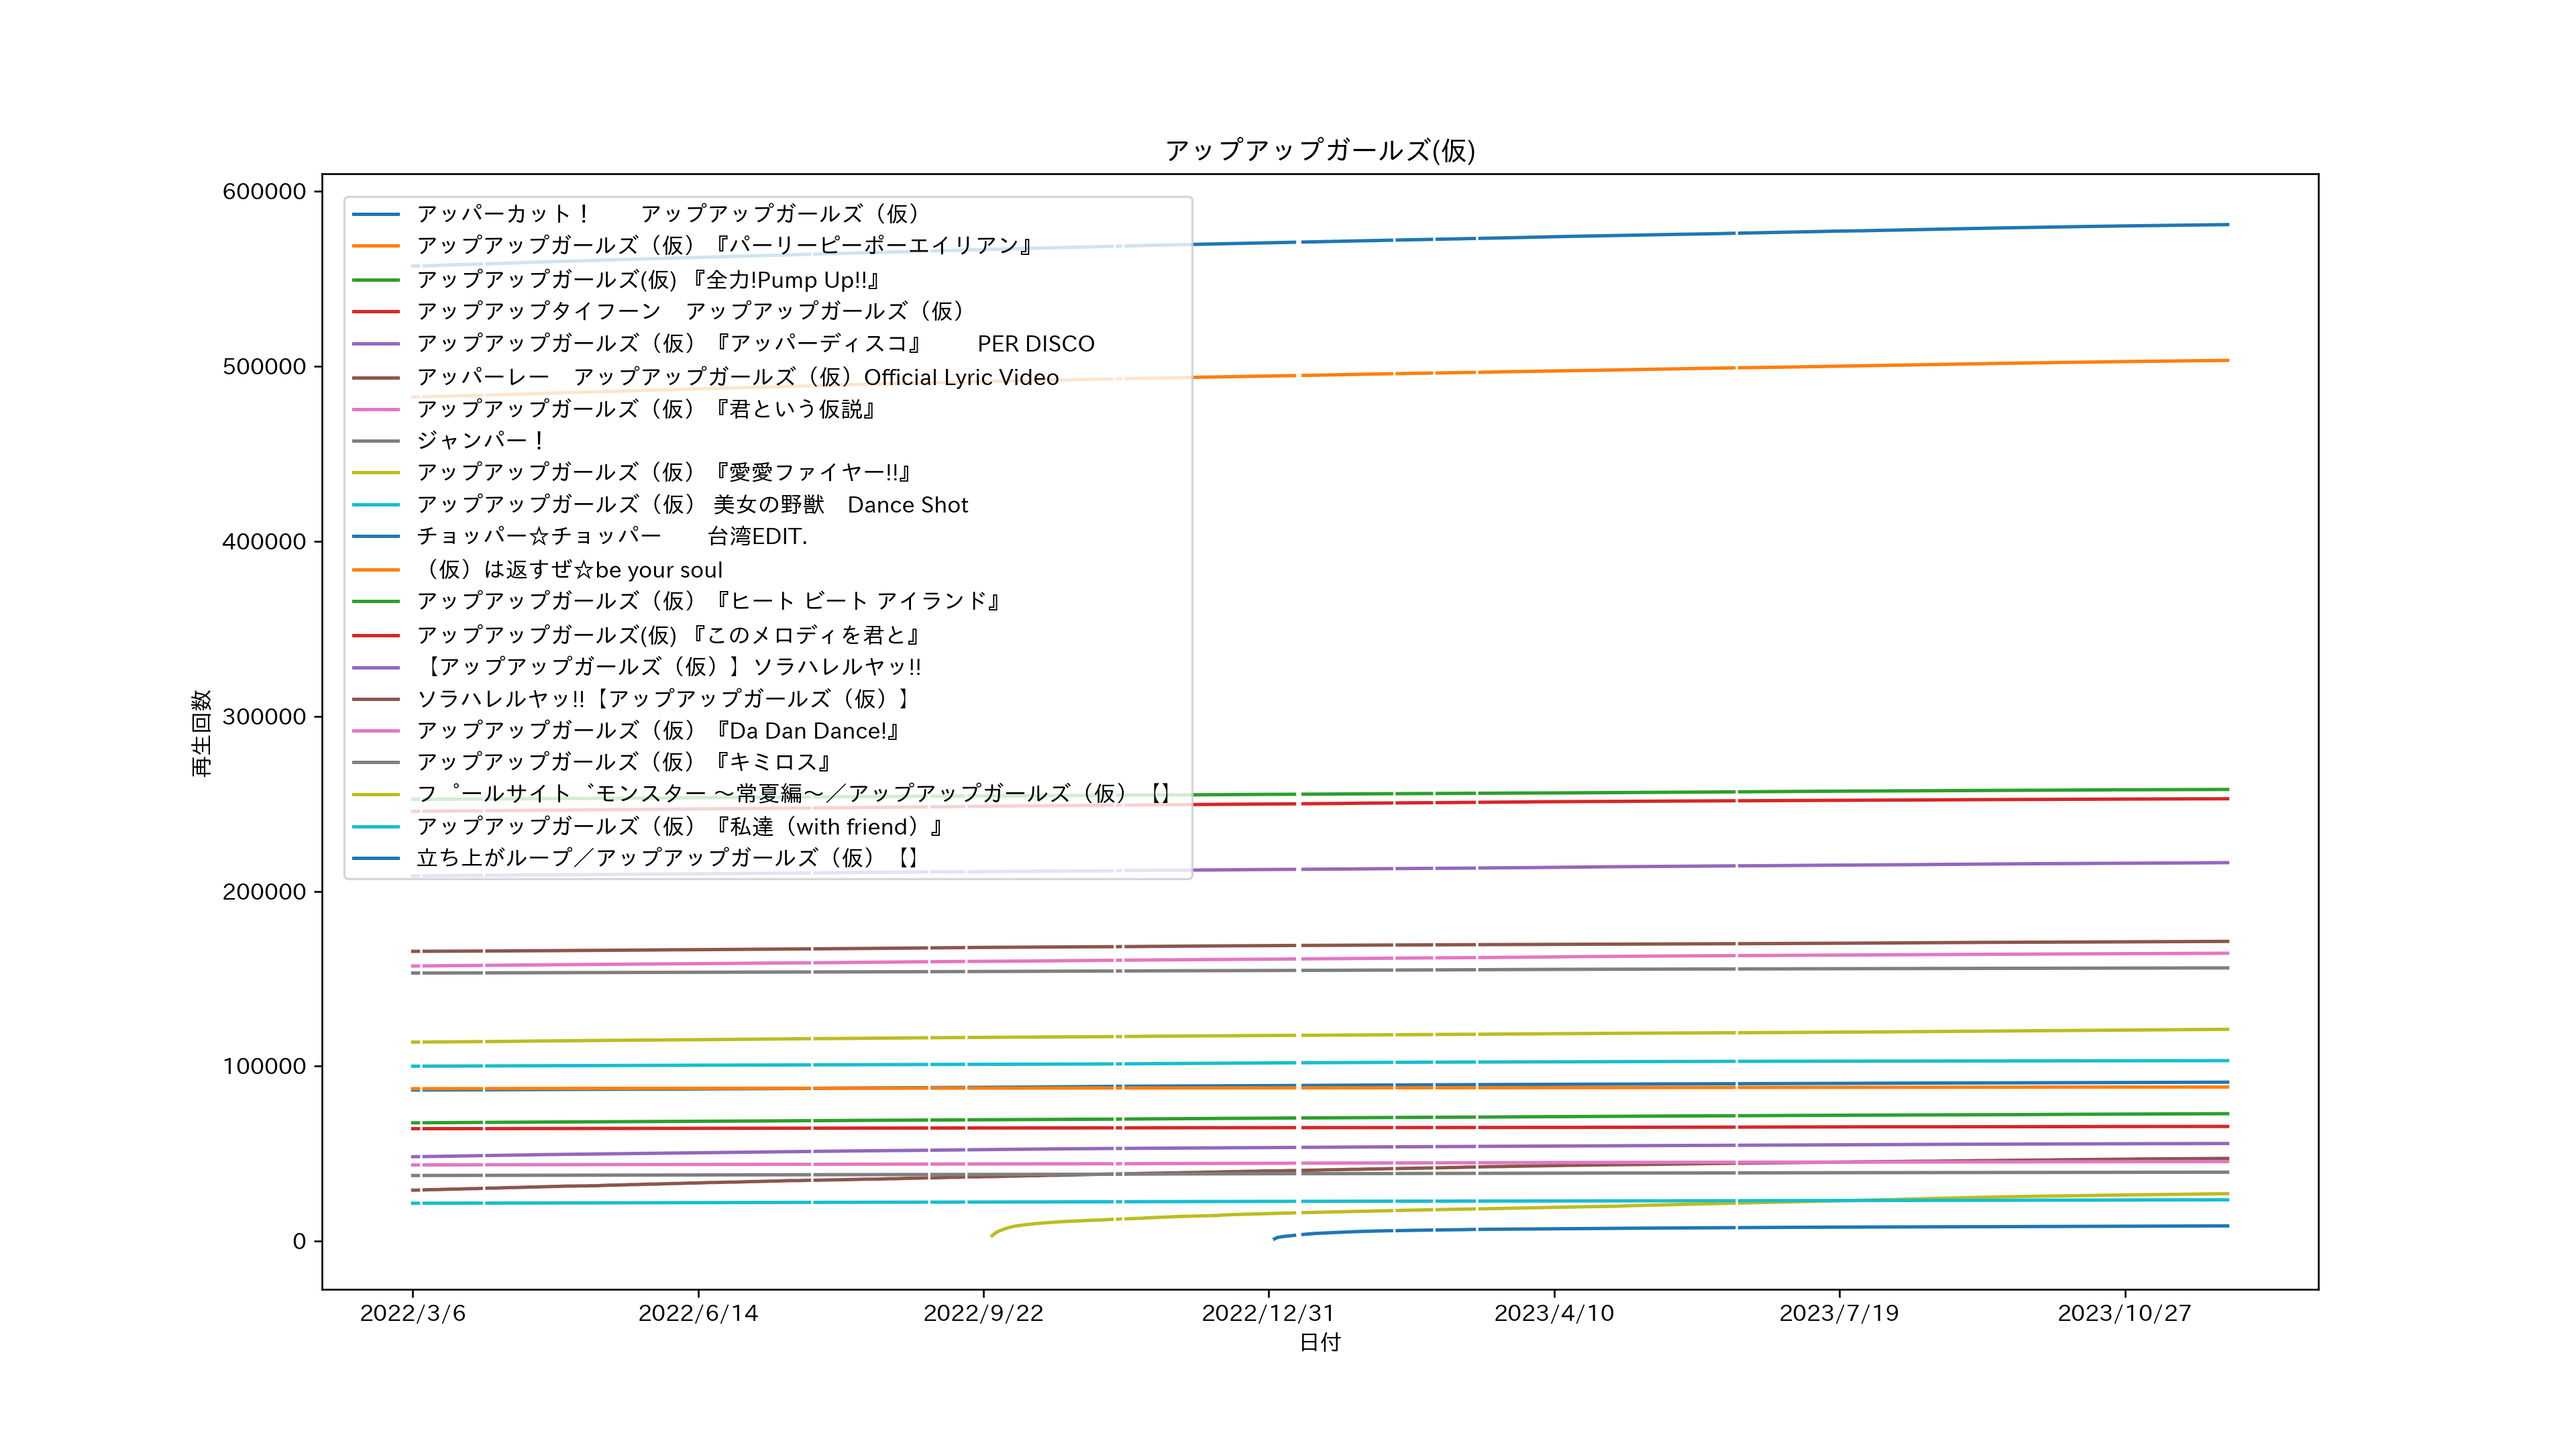 アップアップガールズ(仮)
600000
500000
400000
300000
200000
100000
0
再生回数
アッパーカット！　　アップアップガールズ（仮）
アップアップガールズ（仮）『パーリーピーポーエイリアン』
アップアップガールズ(仮) 『全力!Pump Up!!』
アップアップタイフーン　アップアップガールズ（仮）
アップアップガールズ（仮）『アッパーディスコ』　　PER DISCO
アッパーレー　アップアップガールズ（仮）Official Lyric Video
アップアップガールズ（仮）『君という仮説』
ジャンパー！
アップアップガールズ（仮）『愛愛ファイヤー!!』
アップアップガールズ（仮） 美女の野獣　Dance Shot
チョッパー☆チョッパー　　台湾EDIT.
（仮）は返すぜ☆be your soul
アップアップガールズ（仮）『ヒート ビート アイランド』
アップアップガールズ(仮) 『このメロディを君と』
【アップアップガールズ（仮）】ソラハレルヤッ!!
ソラハレルヤッ!!【アップアップガールズ（仮）】
アップアップガールズ（仮）『Da Dan Dance!』
アップアップガールズ（仮）『キミロス』
フ゜ールサイト゛モンスター ～常夏編～／アップアップガールズ（仮）【】
アップアップガールズ（仮）『私達（with friend）』
立ち上がループ／アップアップガールズ（仮）【】
2022/3/6
2022/6/14
2022/9/22
2022/12/31
2023/4/10
2023/7/19
2023/10/27
日付